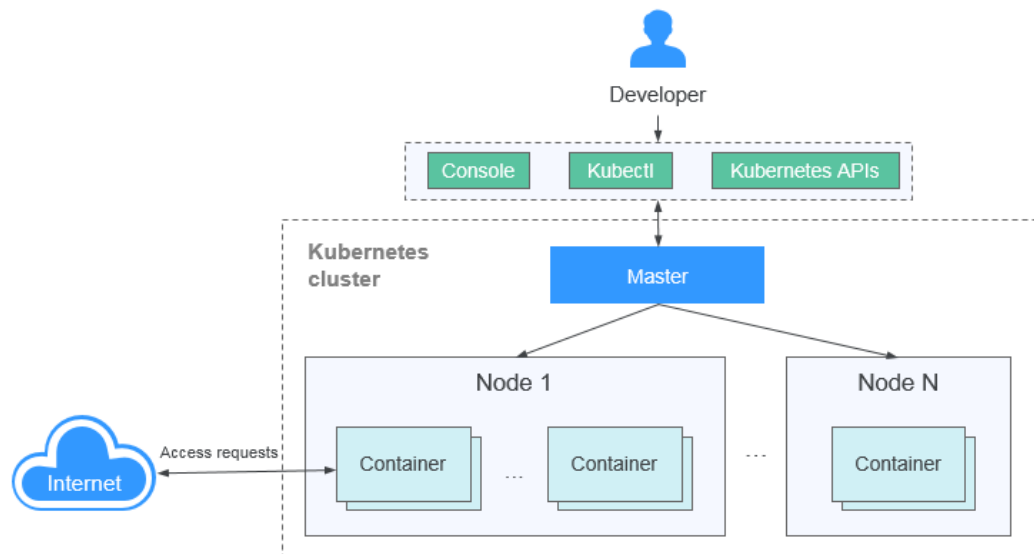 Developer
Console
Kubectl
Kubernetes APIs
Kubernetes
cluster
Master
Node 1
Node N
Internet
Access requests
Container
...
Container
...
Container